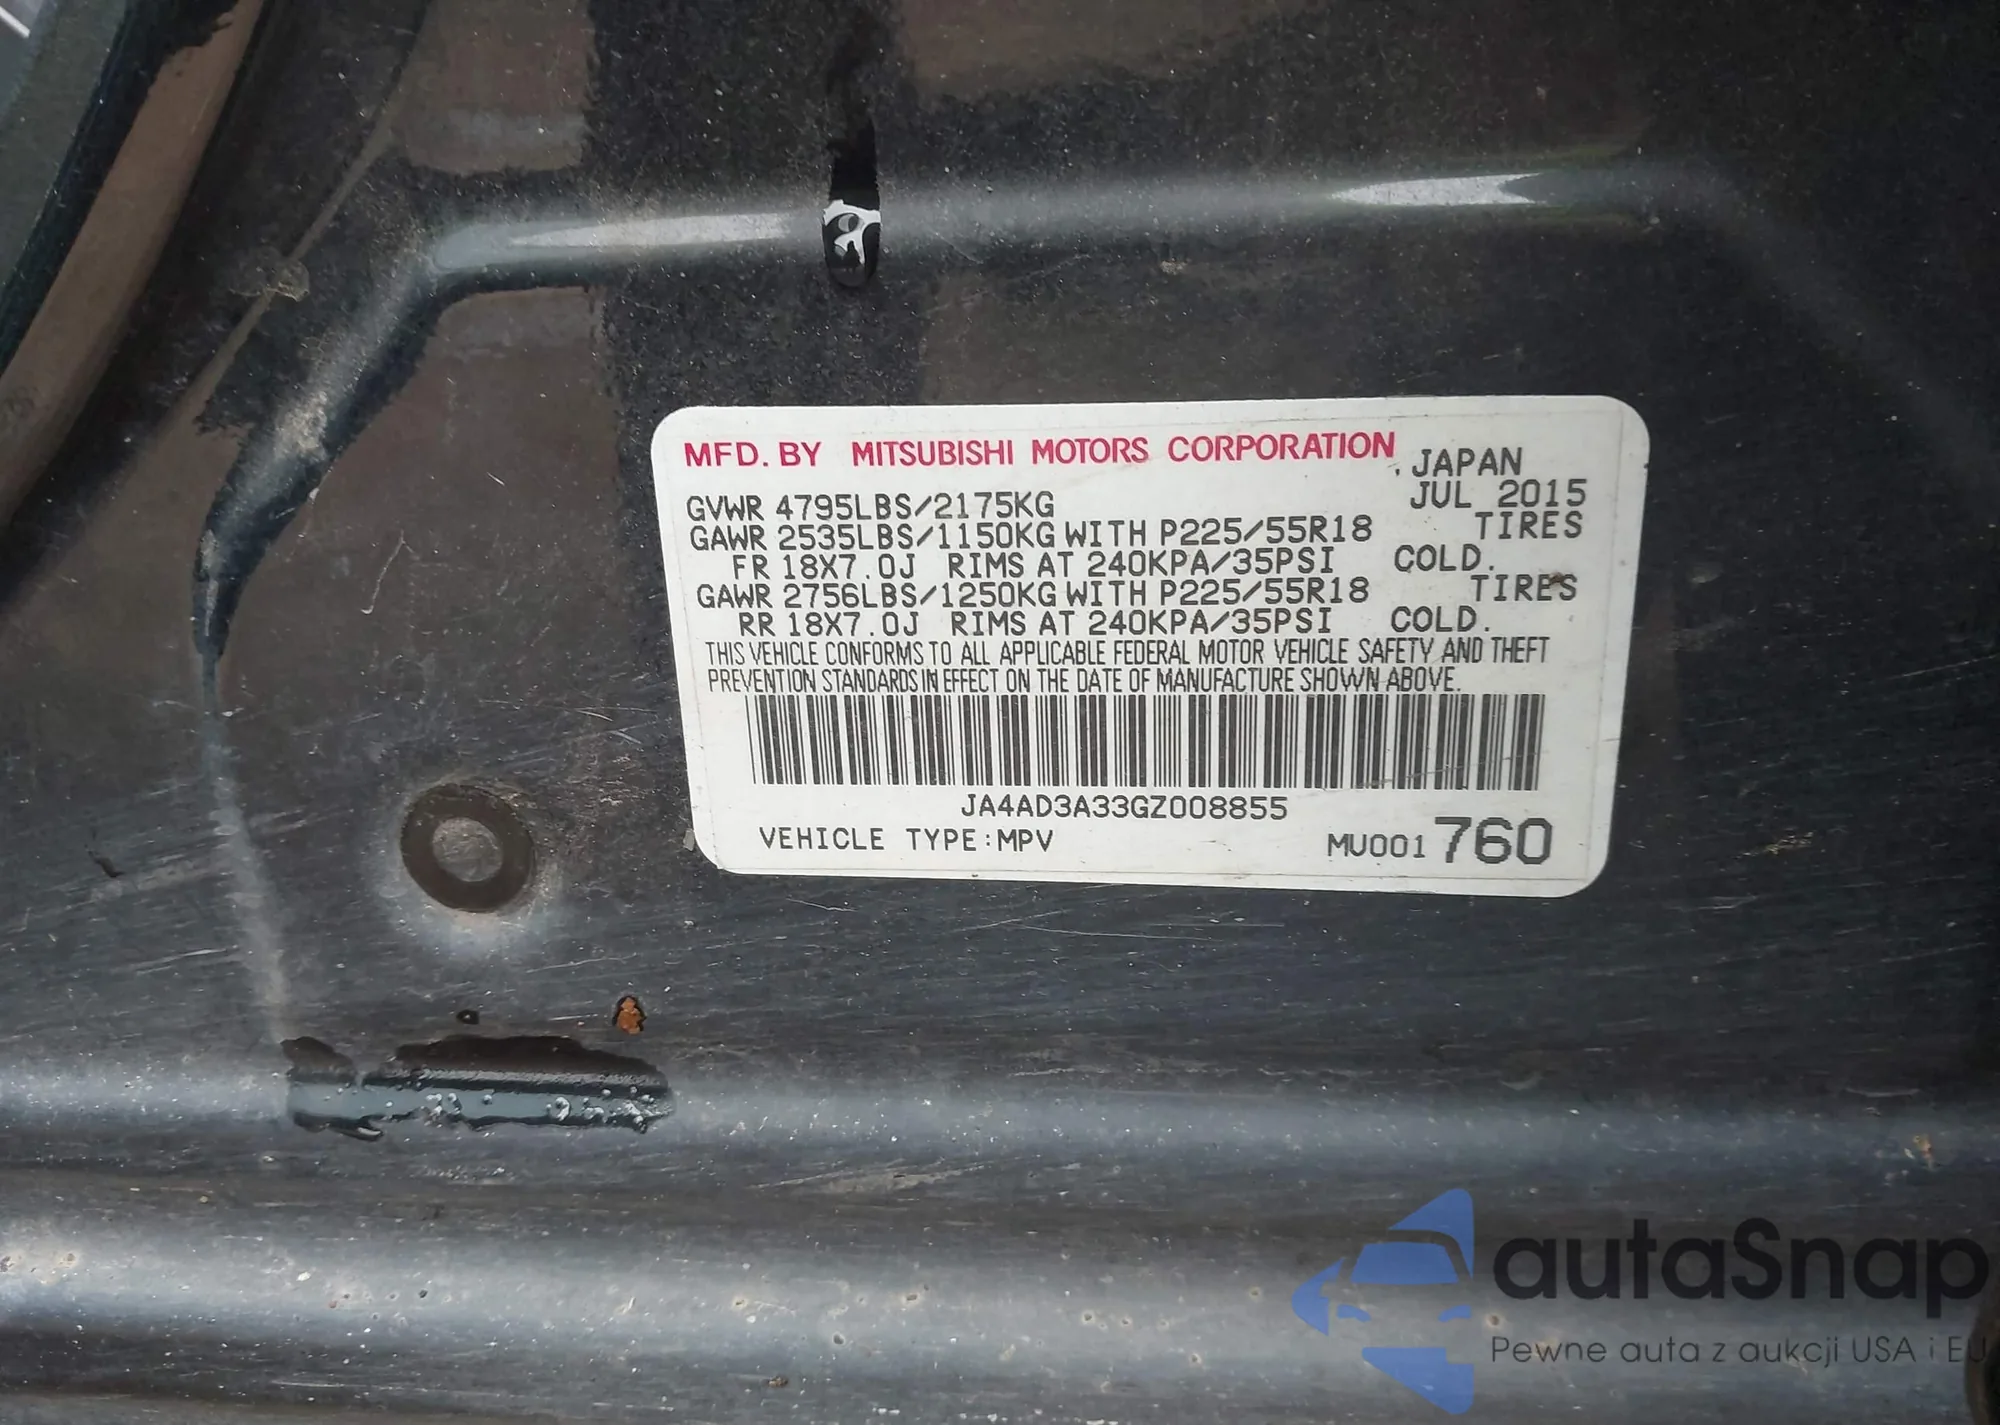 MFD. BY MITSUBISHI MOTORS CORPORATION
JAPAN
GVWR 4795LBS/2175KG JUL 2015
GAWR 2535LBS/1150KG WITH P225/55R18 TIRES
FR 18X7.0J RIMS AT 240KPA/35PSI COLD.
GAWR 2756LBS/1250KG WITH P225/55R18 TIRES
RR 18X7.0J RIMS AT 240KPA/35PSI COLD.
THIS VEHICLE CONFORMS TO ALL APPLICABLE FEDERAL MOTOR VEHICLE SAFETY AND THEFT
PREVENTION STANDARDS IN EFFECT ON THE DATE OF MANUFACTURE SHOWN ABOVE.
JA4AD3A33GZ008855
VEHICLE TYPE:MPV MU001 760
autaSnap
Pewne auta z aukcji USA i EU